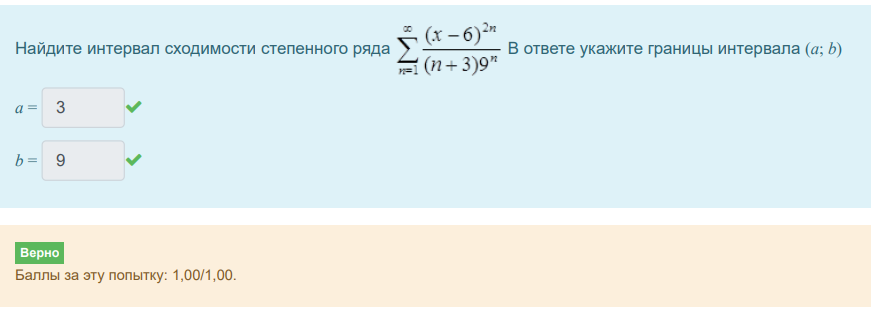 Найдите интервал сходимости степенного ряда $\sum_{n=1}^{\infty} \frac{(x-6)^{2n}}{(n+3)9^n}$ В ответе укажите границы интервала (a; b)
a = 3
b = 9
Верно
Баллы за эту попытку: 1,00/1,00.